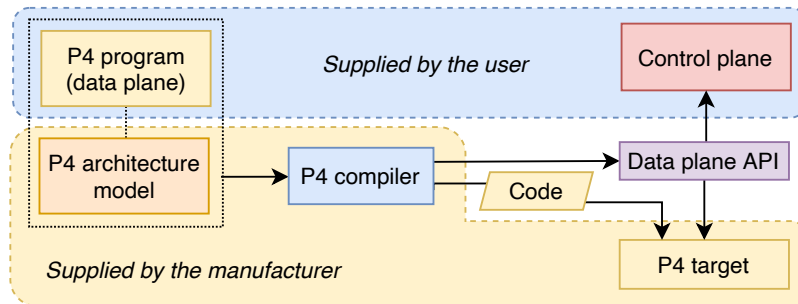 P4 program
(data plane)
Supplied by the user
Control plane
P4 architecture
model
P4 compiler
Data plane API
Code
Supplied by the manufacturer
P4 target